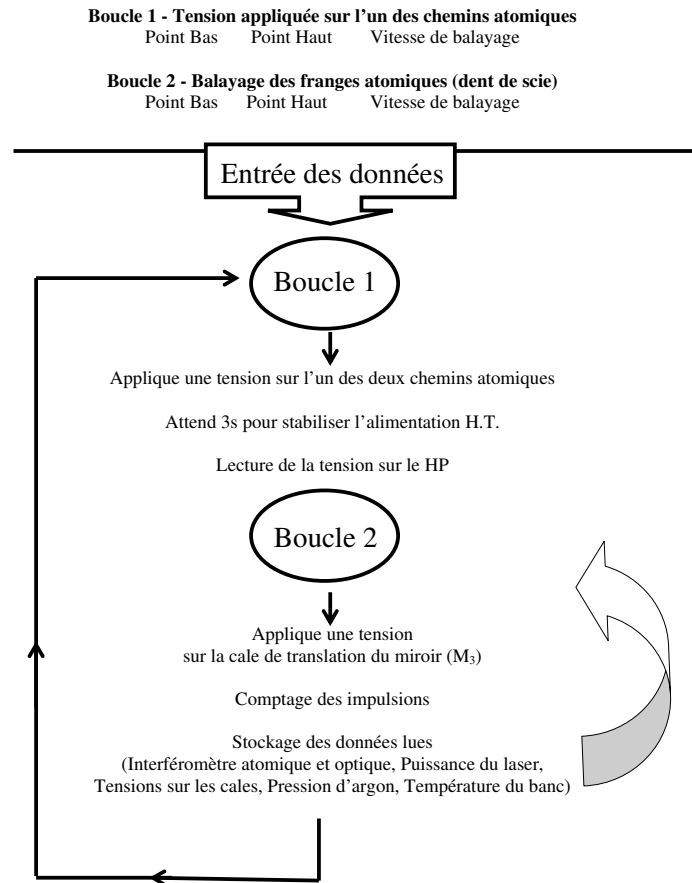 Boucle 1 - Tension appliquée sur l'un des chemins atomiques
Point Bas Point Haut Vitesse de balayage
Boucle 2 - Balayage des franges atomiques (dent de scie)
Point Bas Point Haut Vitesse de balayage
Entrée des données
Boucle 1
Applique une tension sur l'un des deux chemins atomiques
Attend 3s pour stabiliser l'alimentation H.T.
Lecture de la tension sur le HP
Boucle 2
Applique une tension
sur la cale de translation du miroir (M₃)
Comptage des impulsions
Stockage des données lues
(Interféromètre atomique et optique, Puissance du laser,
Tensions sur les cales, Pression d'argon, Température du banc)